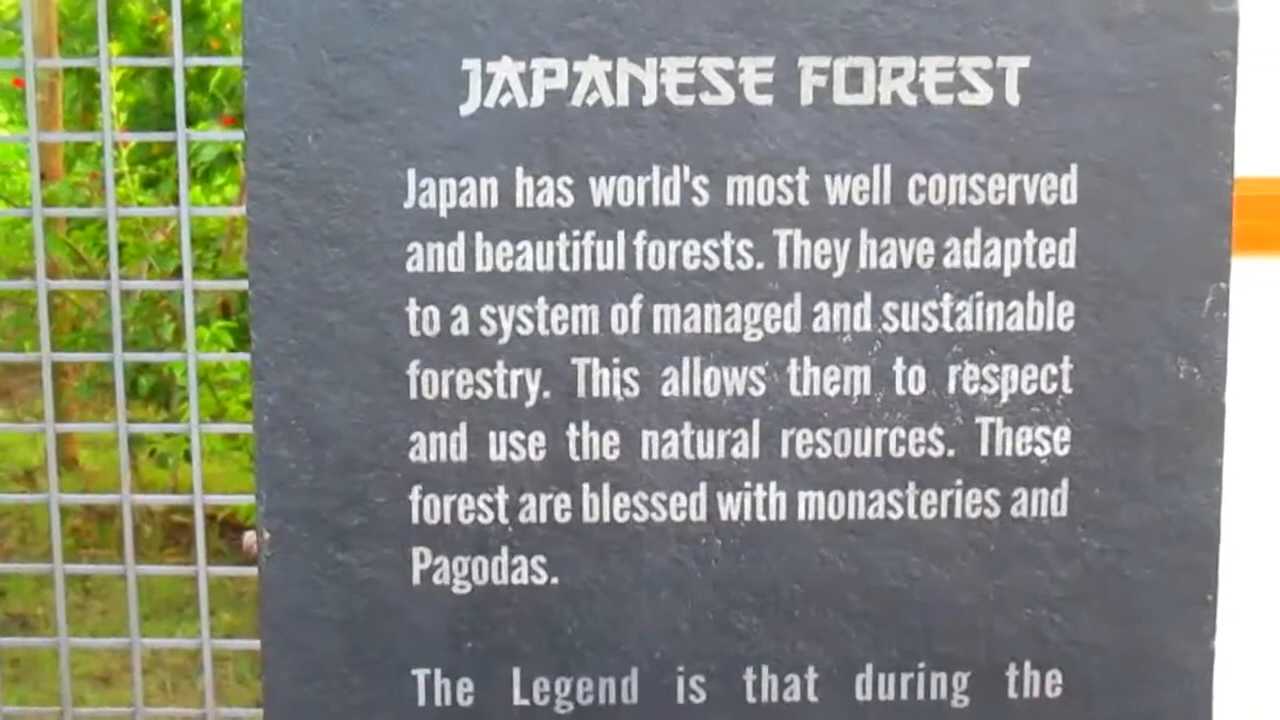 JAPANESE FOREST
Japan has world's most well conserved
and beautiful forests. They have adapted
to a system of managed and sustainable
forestry. This allows them to respect
and use the natural resources. These
forest are blessed with monasteries and
Pagodas.
The Legend is that during the